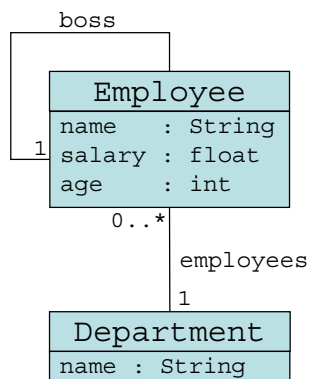 boss
Employee
name : String
1
salary : float
age : int
0..*
employees
1
Department
name : String